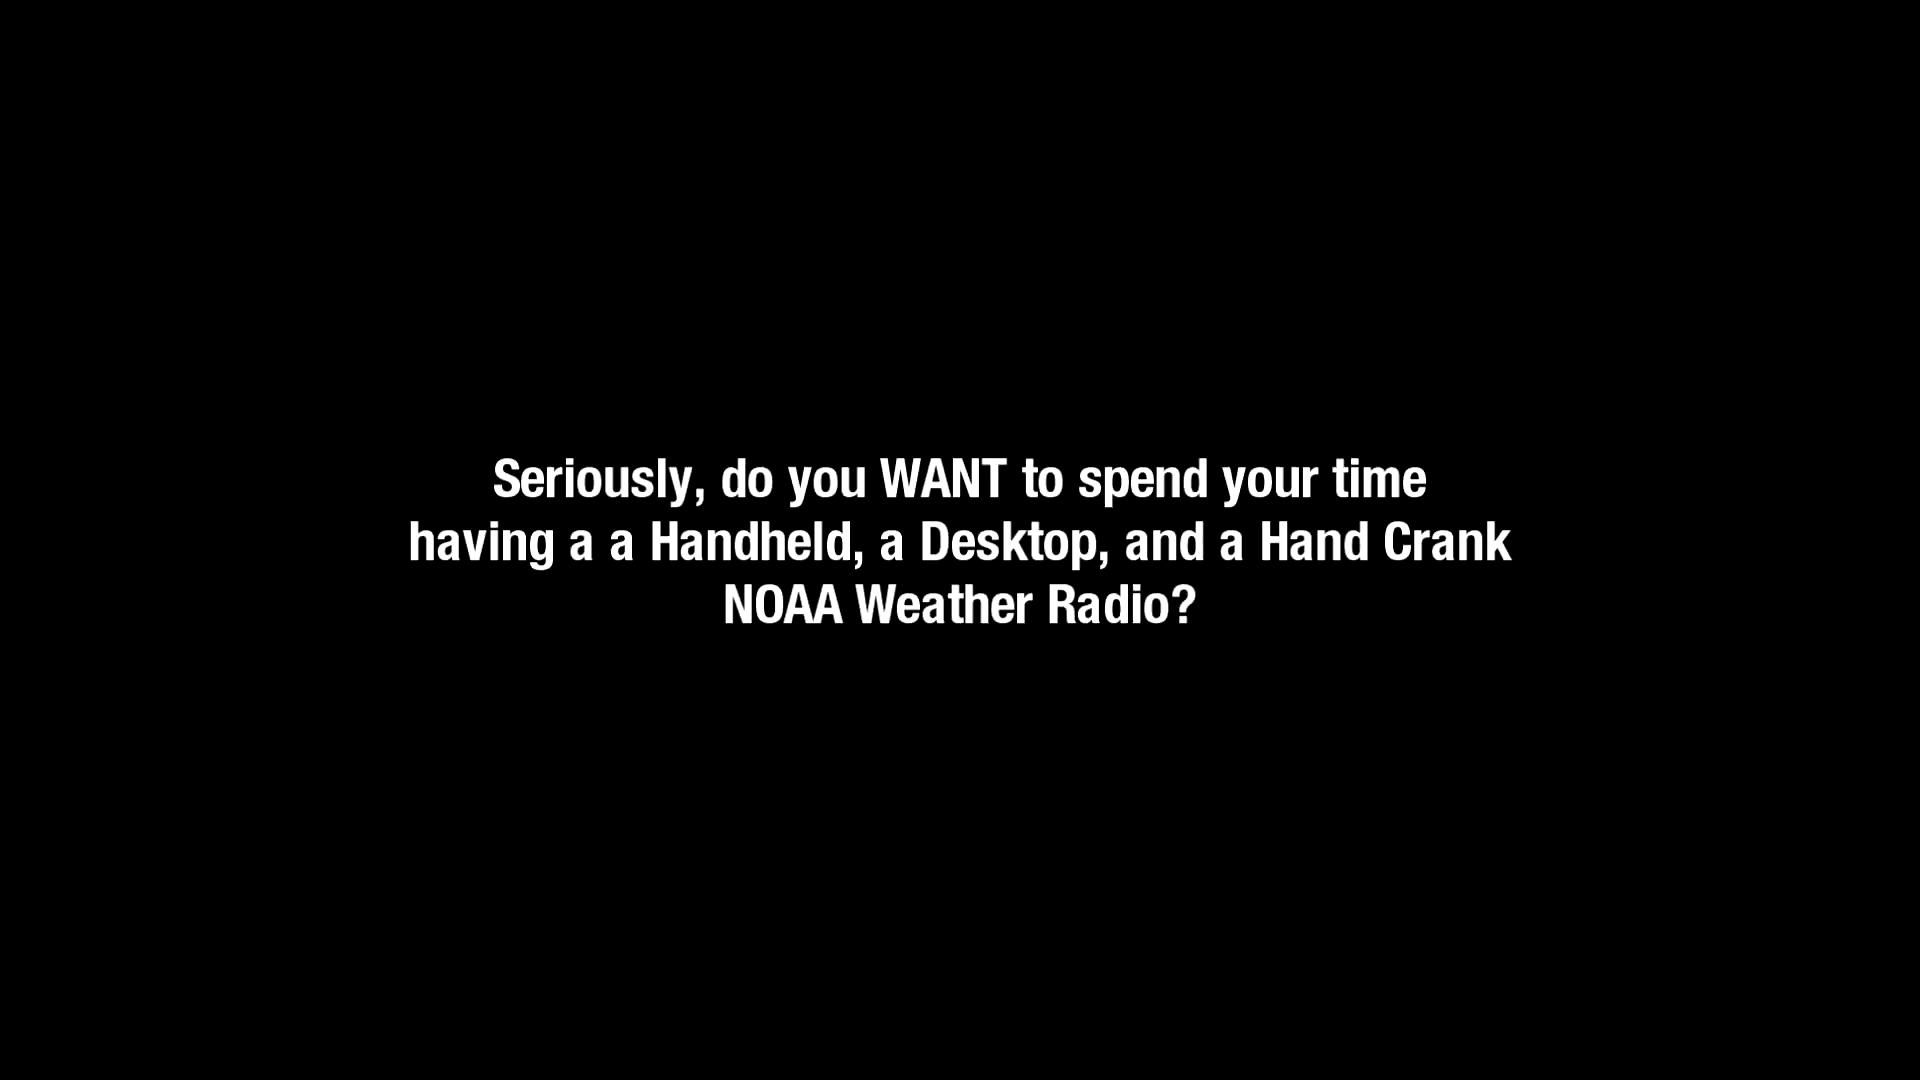 Seriously, do you WANT to spend your time
having a a Handheld, a Desktop, and a Hand Crank
NOAA Weather Radio?